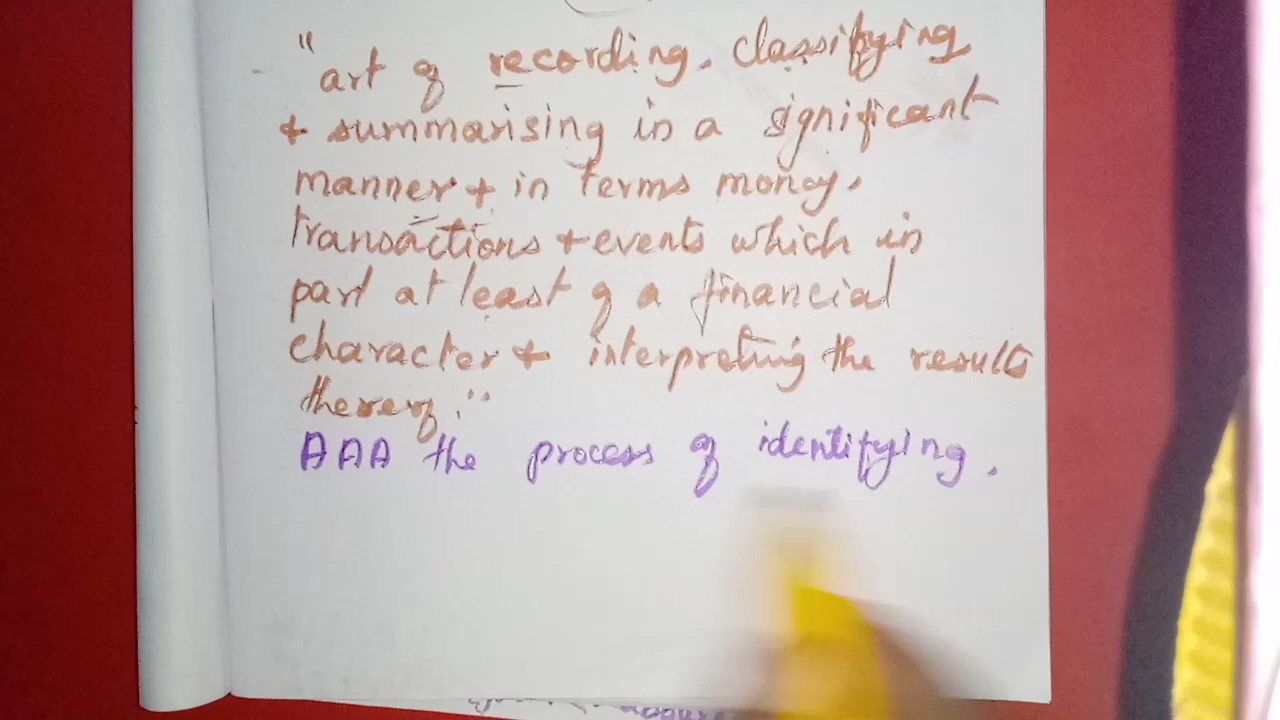 "art of recording, classifying
& summarising in a significant
manner & in terms money,
transactions & events which in
part at least of a financial
character & interpreting the results
thereof."
AAA the process of identifying,